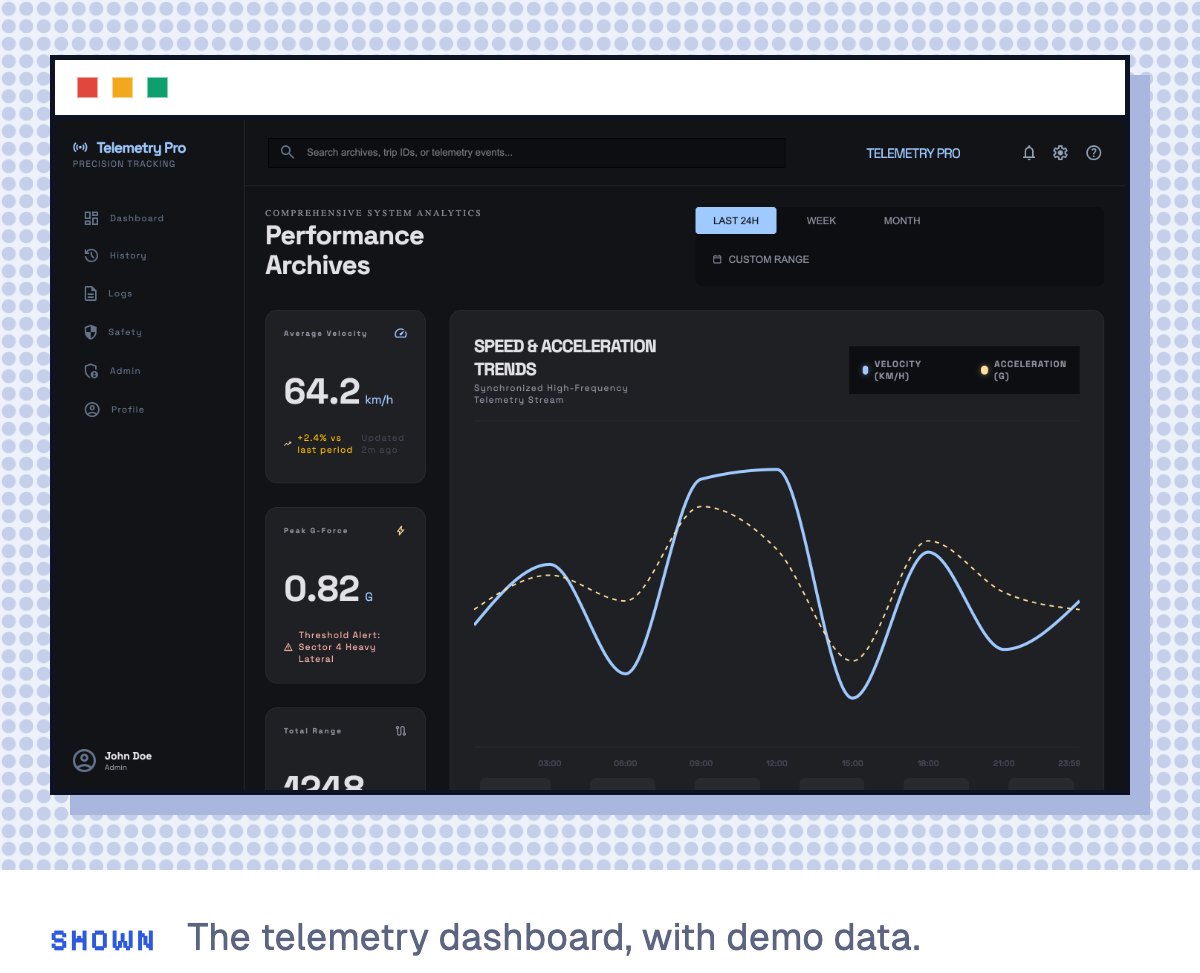 Telemetry Pro
PRECISION TRACKING
Search archives, trip IDs, or telemetry events...
TELEMETRY PRO
Dashboard
History
Logs
Safety
Admin
Profile
John Doe
Admin
COMPREHENSIVE SYSTEM ANALYTICS
Performance
Archives
LAST 24H
WEEK
MONTH
CUSTOM RANGE
Average Velocity
64.2 km/h
+2.4% vs
last period
Updated
2m ago
Peak G-Force
0.82 G
Threshold Alert:
Sector 4 Heavy
Lateral
Total Range
4248
SPEED & ACCELERATION
TRENDS
Synchronized High-Frequency
Telemetry Stream
VELOCITY
(KM/H)
ACCELERATION
(G)
03:00 06:00 09:00 12:00 15:00 18:00 21:00 23:59
SHOWN The telemetry dashboard, with demo data.